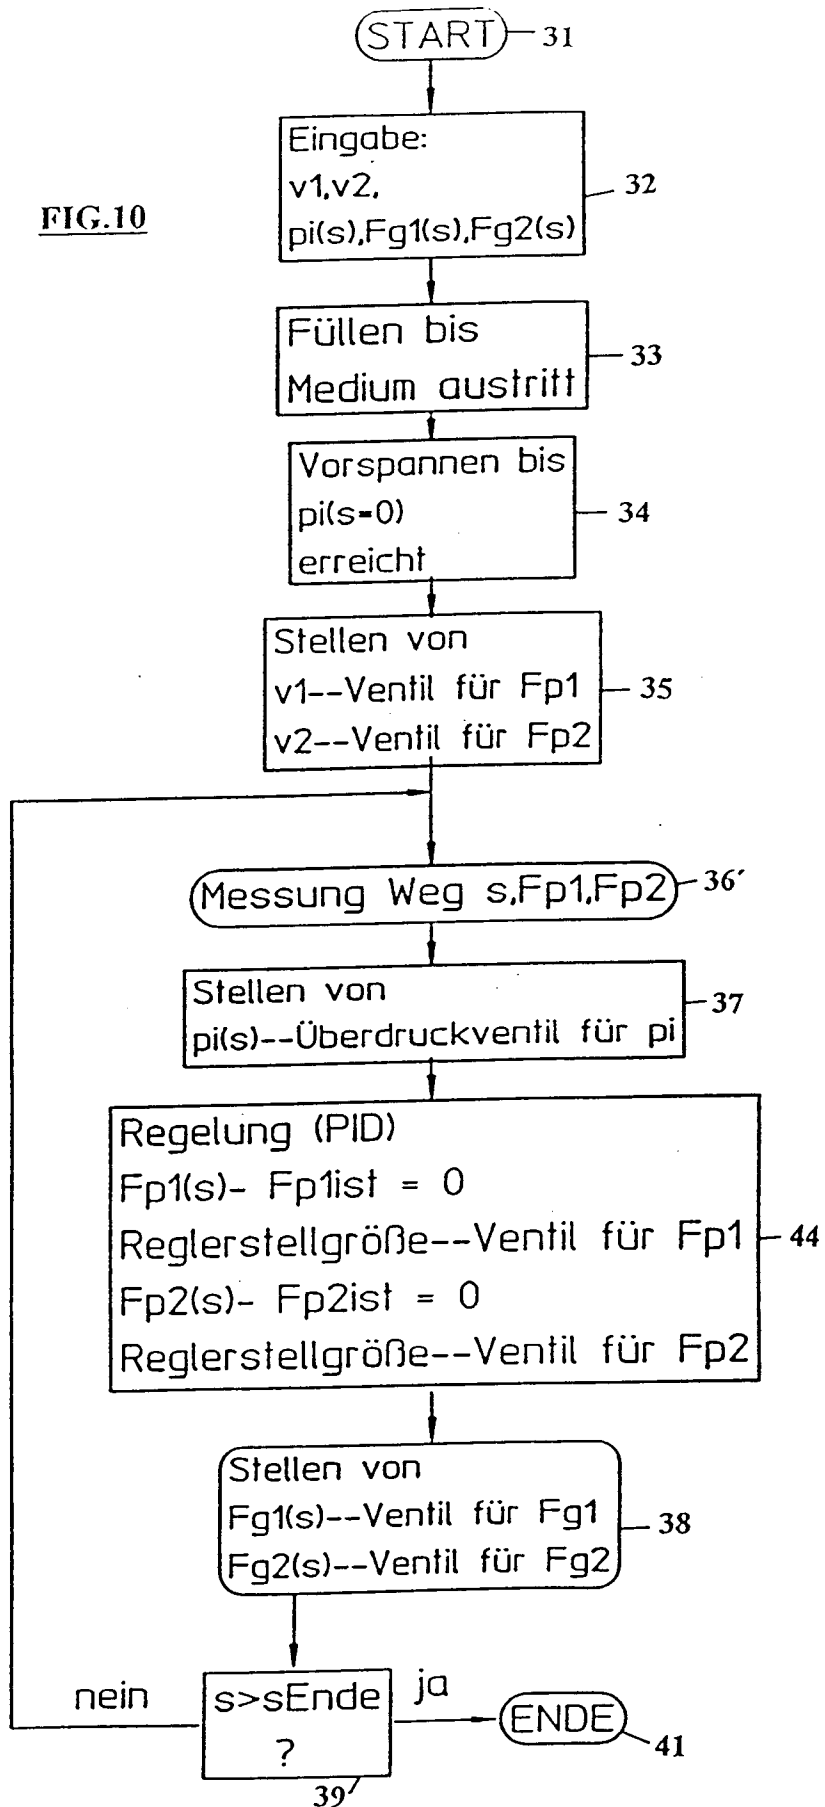 START
31
Eingabe:
v1,v2,
pi(s),Fg1(s),Fg2(s)
32
FIG.10
Füllen bis
Medium austritt
33
Vorspannen bis
pi(s=0)
erreicht
34
Stellen von
v1--Ventil für Fp1
v2--Ventil für Fp2
35
Messung Weg s,Fp1,Fp2
36´
Stellen von
pi(s)--Überdruckventil für pi
37
Regelung (PID)
Fp1(s)- Fp1ist = 0
Reglerstellgröße--Ventil für Fp1
Fp2(s)- Fp2ist = 0
Reglerstellgröße--Ventil für Fp2
44
Stellen von
Fg1(s)--Ventil für Fg1
Fg2(s)--Ventil für Fg2
38
nein
s>sEnde
?
ja
ENDE
41
39´